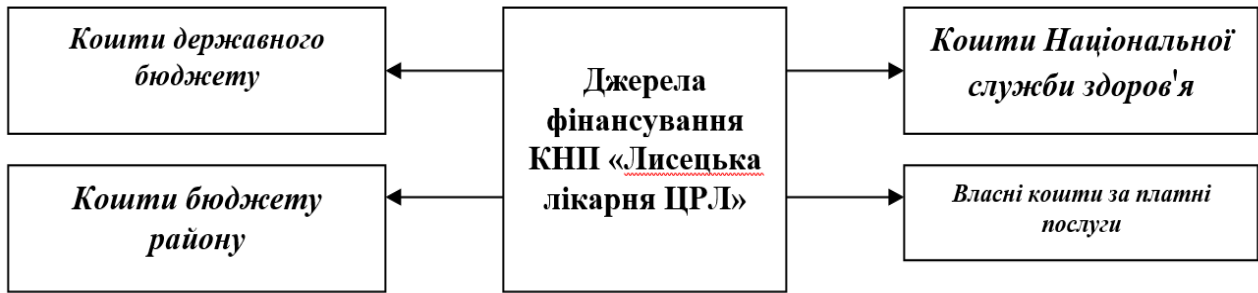 Кошти державного
бюджету
Кошти бюджету
району
Джерела
фінансування
КНП «Лисецька
лікарня ЦРЛ»
Кошти Національної
служби здоров'я
Власні кошти за платні
послуги